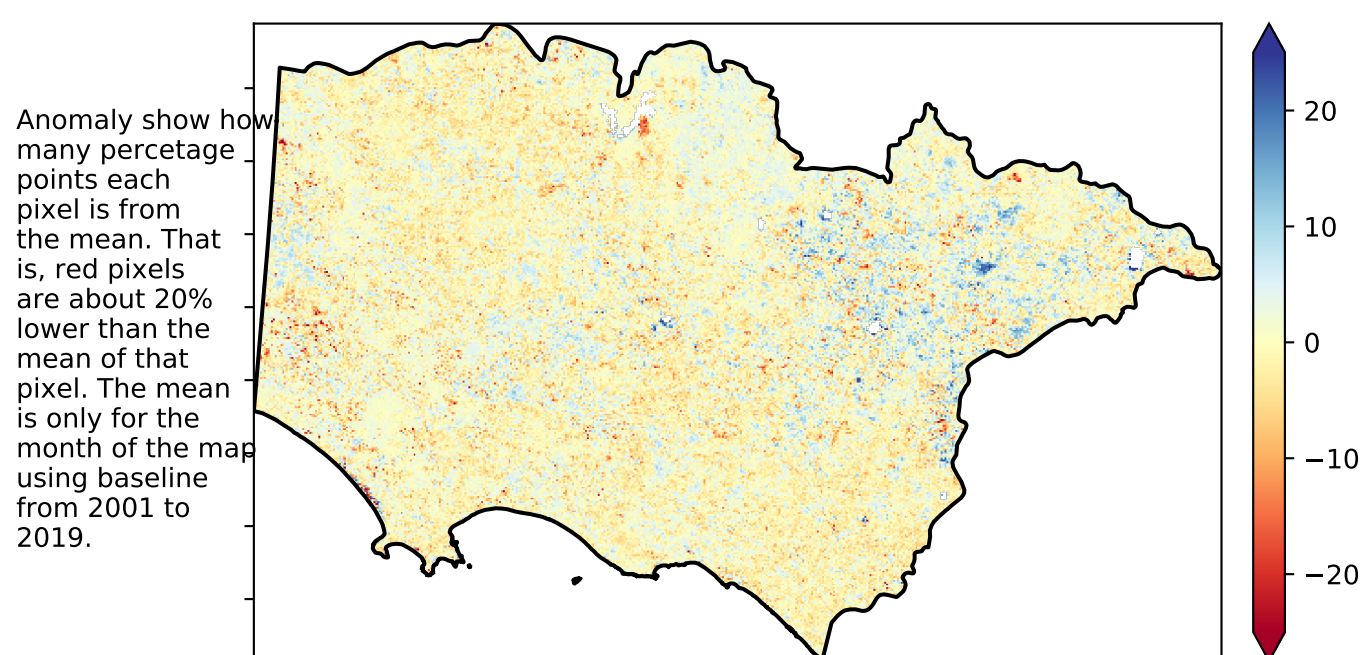 Anomaly show how
many percetage
points each
pixel is from
the mean. That
is, red pixels
are about 20%
lower than the
mean of that
pixel. The mean
is only for the
month of the map
using baseline
from 2001 to
2019.
20
10
0
−10
−20